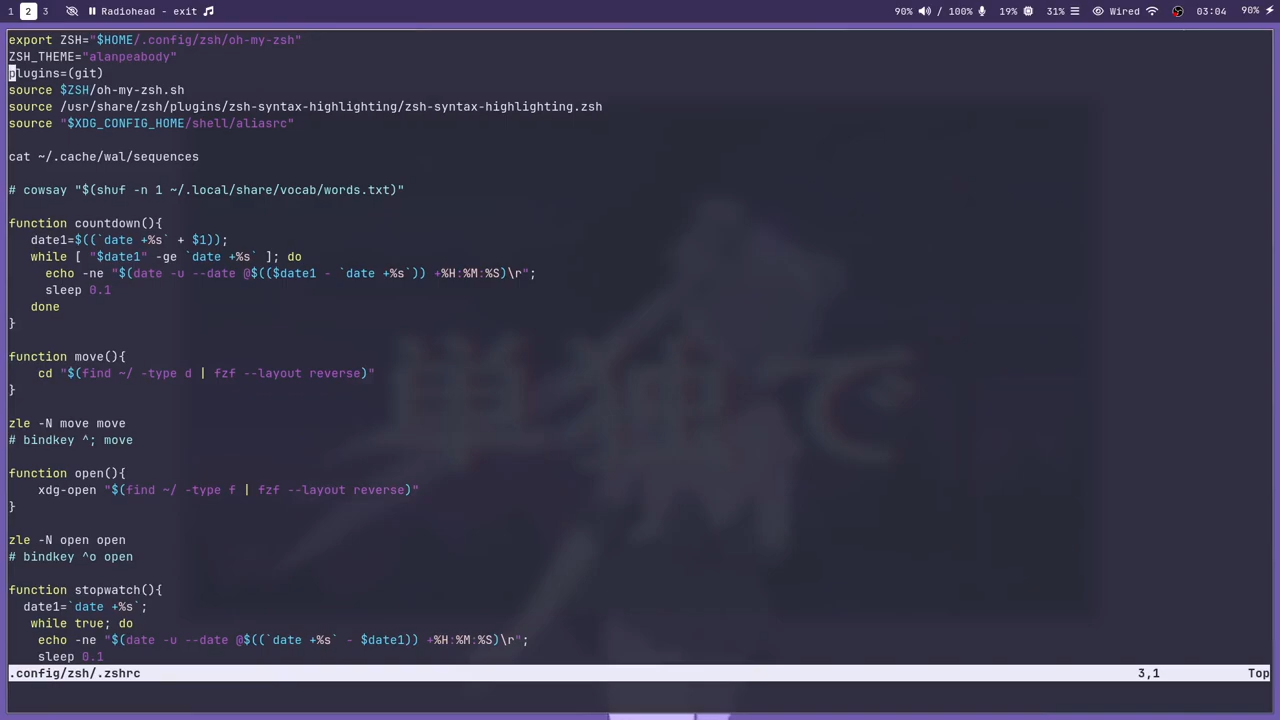 1 2 3 Radiohead - exit 90% / 100% 19% 31% Wired 03:04 90%
export ZSH="$HOME/.config/zsh/oh-my-zsh"
ZSH_THEME="alanpeabody"
plugins=(git)
source $ZSH/oh-my-zsh.sh
source /usr/share/zsh/plugins/zsh-syntax-highlighting/zsh-syntax-highlighting.zsh
source "$XDG_CONFIG_HOME/shell/aliasrc"
cat ~/.cache/wal/sequences
# cowsay "$(shuf -n 1 ~/.local/share/vocab/words.txt)"
function countdown(){
date1=$((`date +%s` + $1));
while [ "$date1" -ge `date +%s` ]; do
echo -ne "$(date -u --date @$(($date1 - `date +%s`)) +%H:%M:%S)\r";
sleep 0.1
done
}
function move(){
cd "$(find ~/ -type d | fzf --layout reverse)"
}
zle -N move move
# bindkey ^; move
function open(){
xdg-open "$(find ~/ -type f | fzf --layout reverse)"
}
zle -N open open
# bindkey ^o open
function stopwatch(){
date1=`date +%s`;
while true; do
echo -ne "$(date -u --date @$((`date +%s` - $date1)) +%H:%M:%S)\r";
sleep 0.1
.config/zsh/.zshrc 3,1 Top
単独で